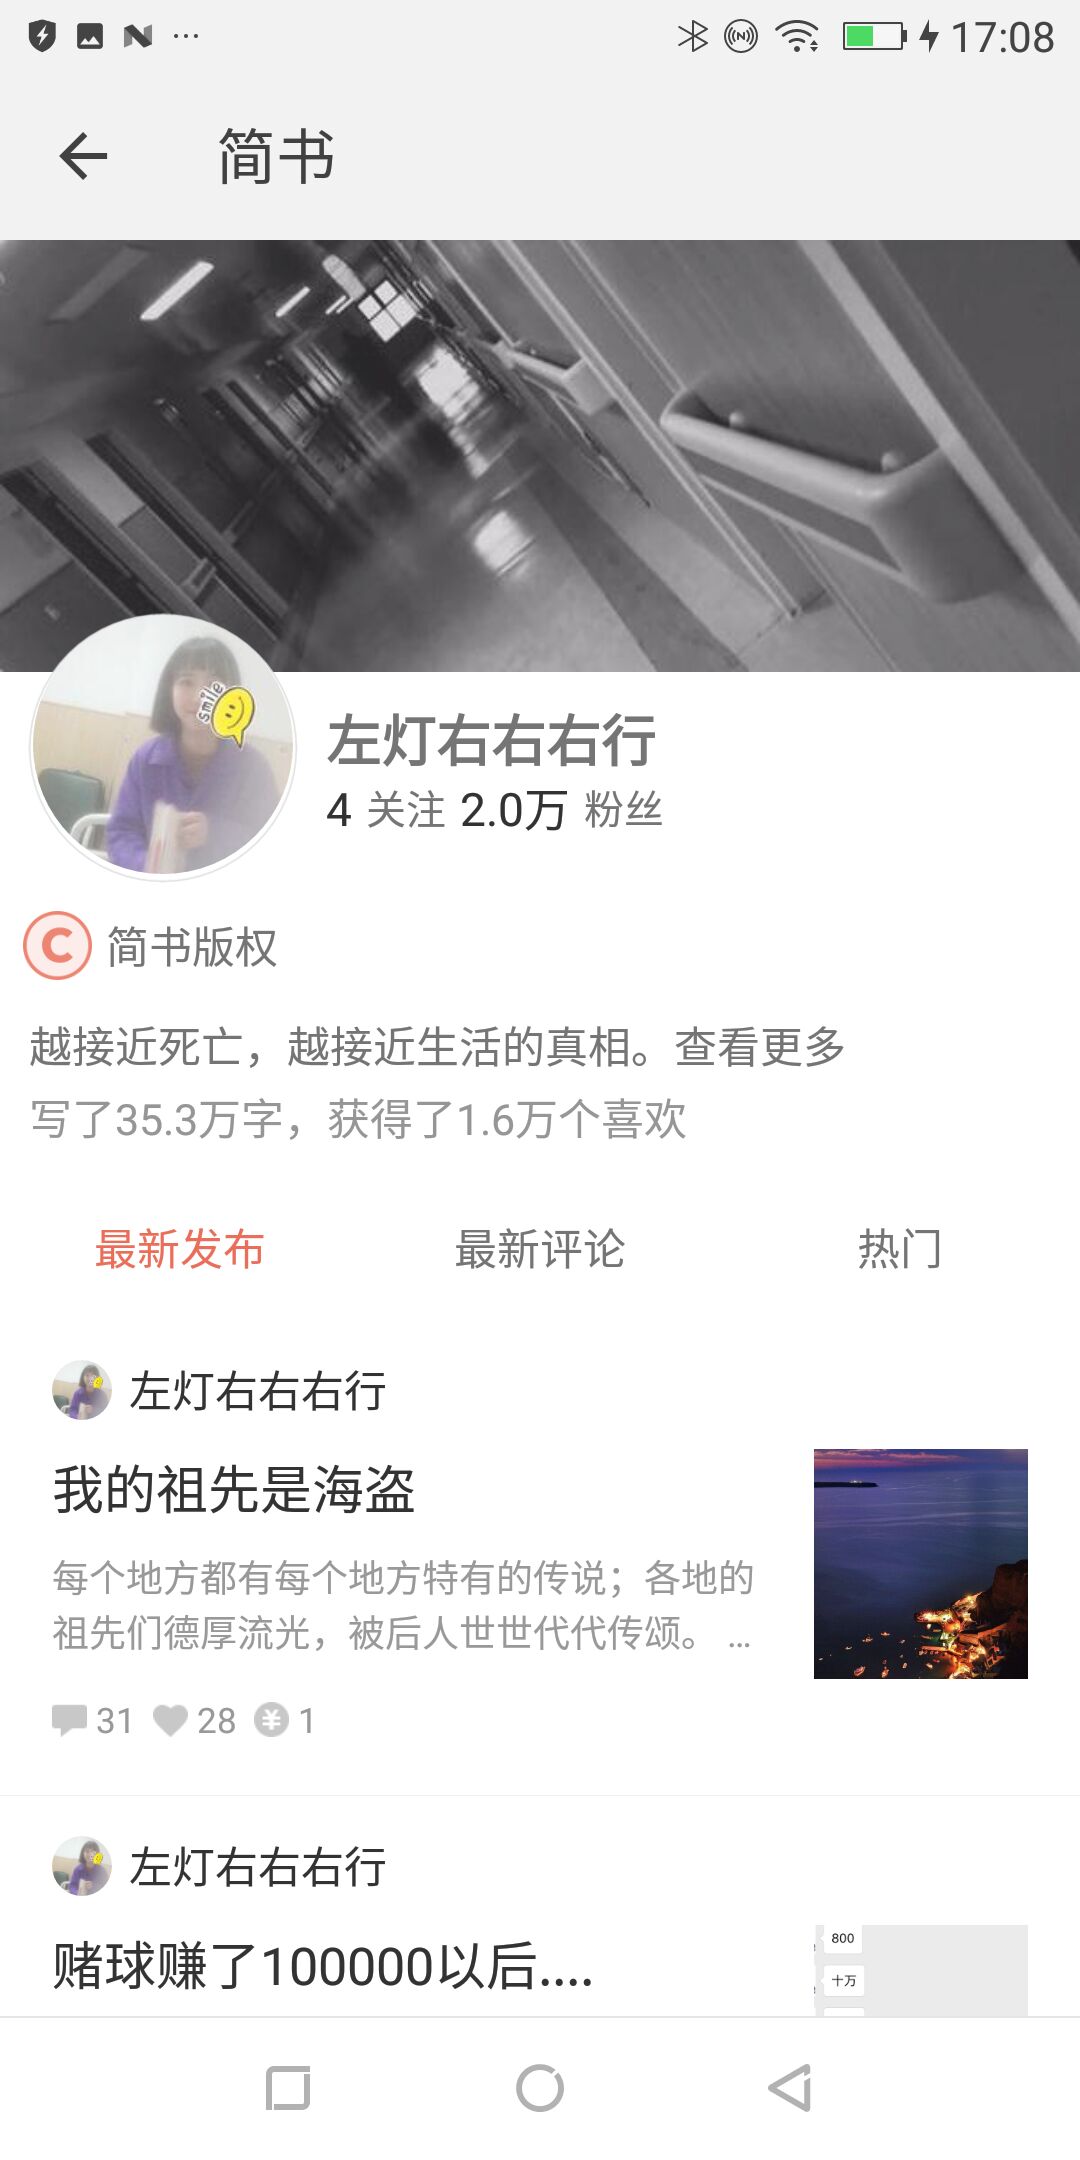 17:08
简书
smile
左灯右右右行
4 关注 2.0万 粉丝
简书版权
越接近死亡，越接近生活的真相。查看更多
写了35.3万字，获得了1.6万个喜欢
最新发布 最新评论 热门
左灯右右右行
我的祖先是海盗
每个地方都有每个地方特有的传说；各地的
祖先们德厚流光，被后人世世代代传颂。 ...
31 28 1
左灯右右右行
赌球赚了100000以后....
800
十万